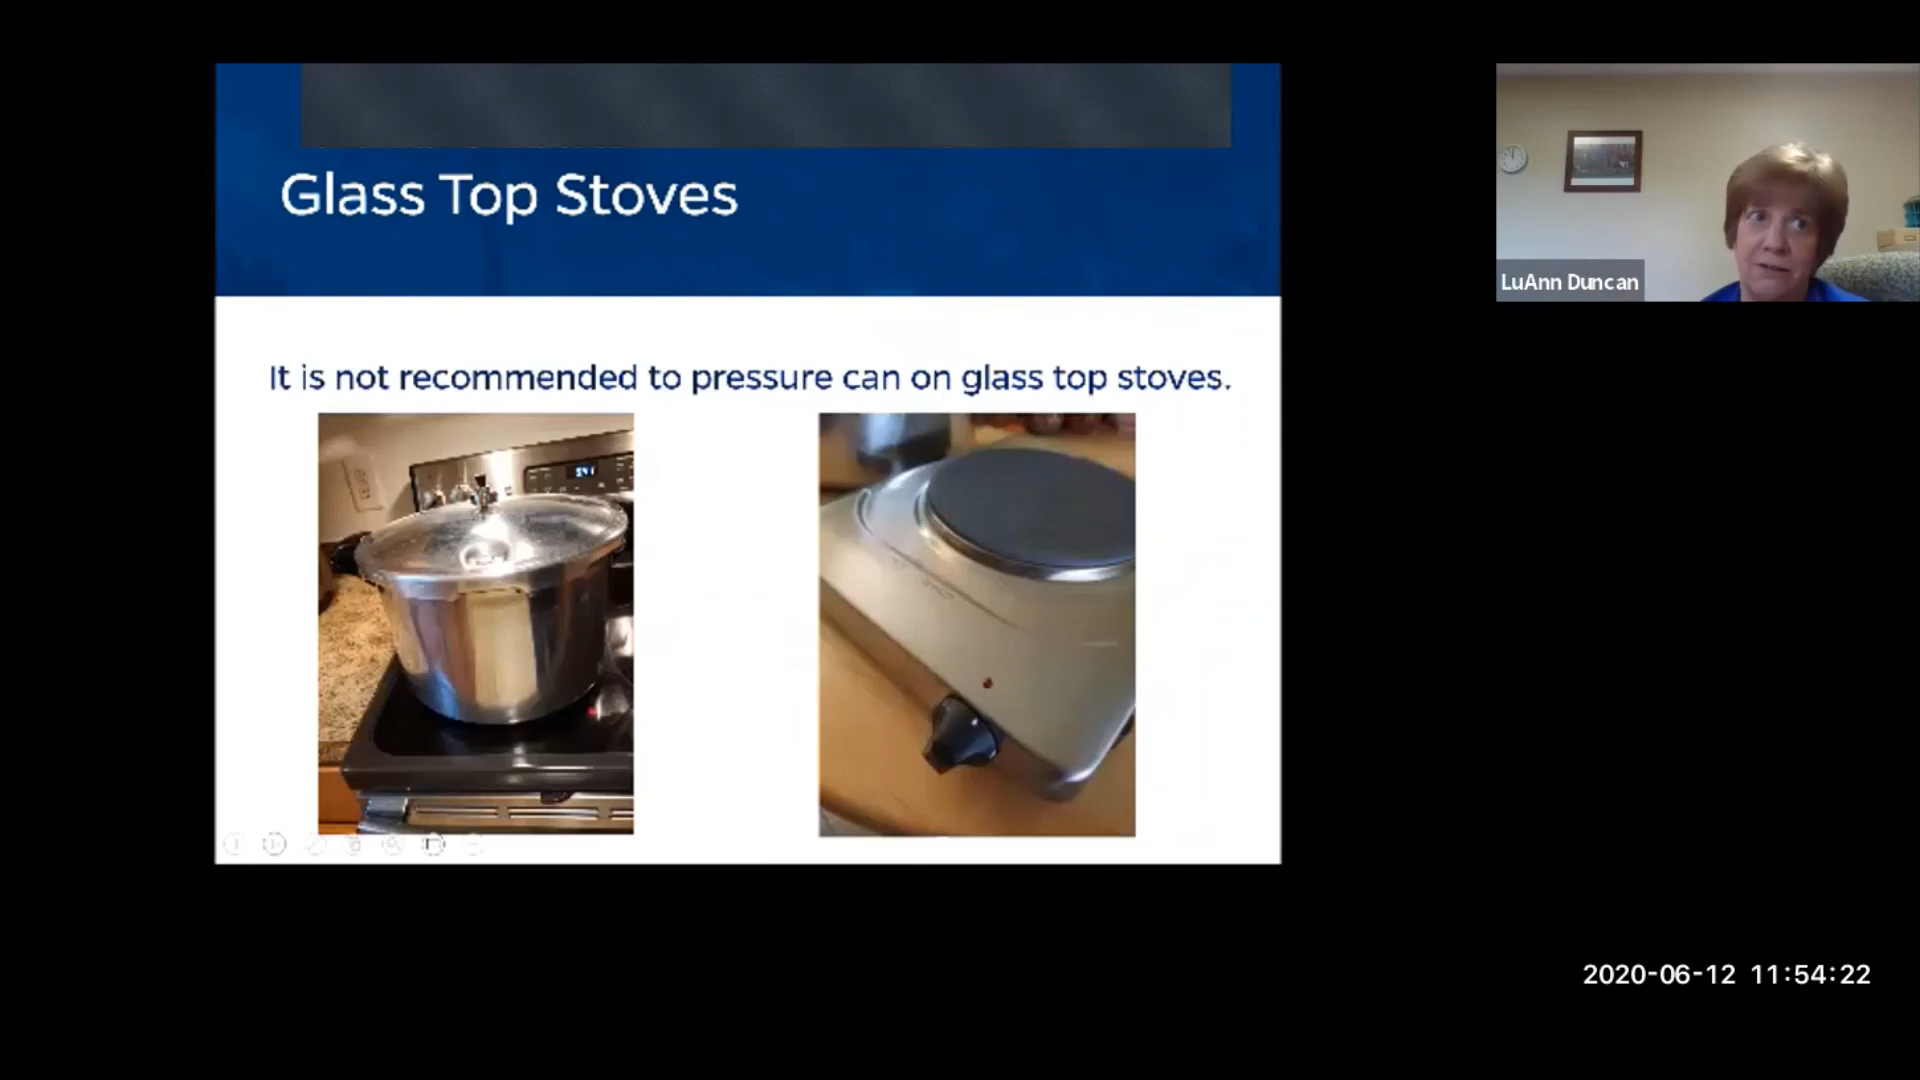 Glass Top Stoves
It is not recommended to pressure can on glass top stoves.
LuAnn Duncan
2020-06-12 11:54:22